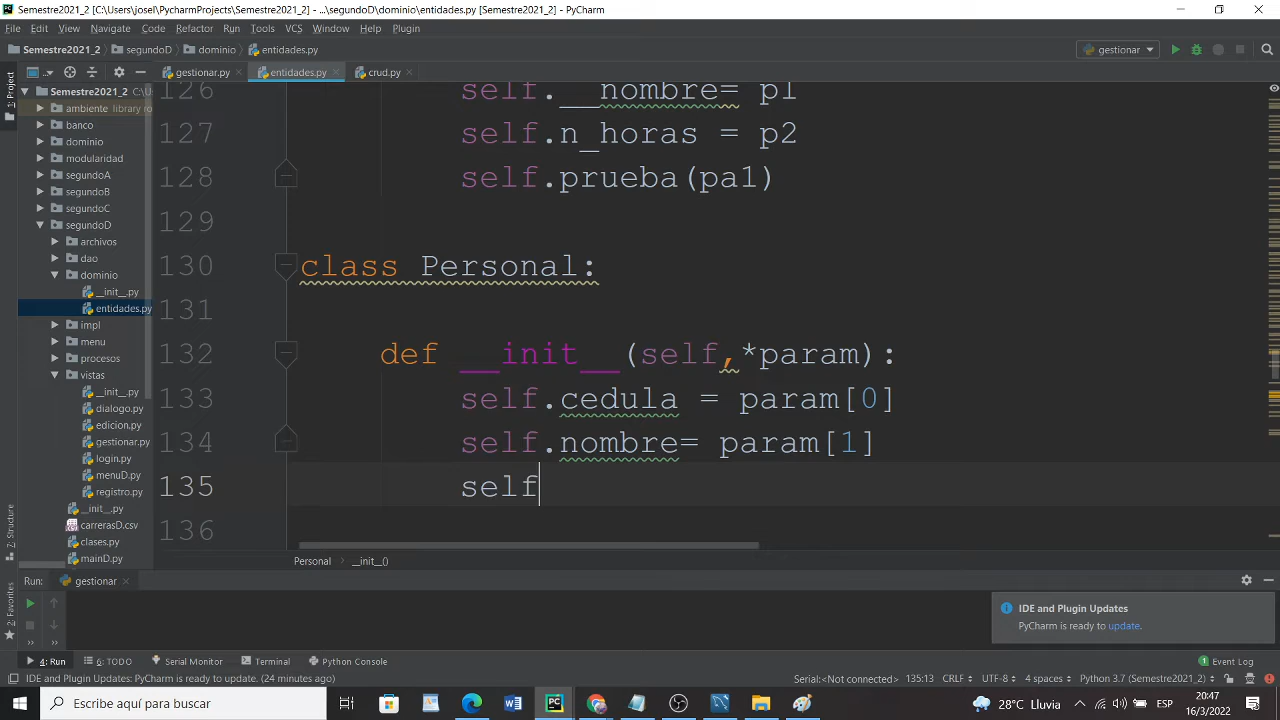 Semestre2021_2 [C:\Users\josel\PycharmProjects\Semestre2021_2] - ...\segundoD\dominio\entidades.py [Semestre2021_2] - PyCharm
File Edit View Navigate Code Refactor Run Tools VCS Window Help Plugin
Semestre2021_2 segundoD dominio entidades.py gestionar
gestionar.py entidades.py crud.py
1: Project
Semestre2021_2 C:\U
ambiente library ro
banco
dominio
modularidad
segundoA
segundoB
segundoC
segundoD
archivos
dao
dominio
__init__.py
entidades.py
impl
menu
procesos
vistas
__init__.py
dialogo.py
edicion.py
gestionar.py
login.py
menuD.py
registro.py
__init__.py
carrerasD.csv
clases.py
mainD.py
7: Structure
2: Favorites
126 self.__nombre= p1
127 self.n_horas = p2
128 self.prueba(pa1)
129
130 class Personal:
131
132 def __init__(self,*param):
133 self.cedula = param[0]
134 self.nombre= param[1]
135 self
136
Personal __init__()
Run: gestionar
IDE and Plugin Updates
PyCharm is ready to update.
4: Run 6: TODO Serial Monitor Terminal Python Console 1 Event Log
IDE and Plugin Updates: PyCharm is ready to update. (24 minutes ago) Serial:<Not connected> 135:13 CRLF UTF-8 4 spaces Python 3.7 (Semestre2021_2)
Escribe aquí para buscar 28°C Lluvia ESP 20:47
16/3/2022